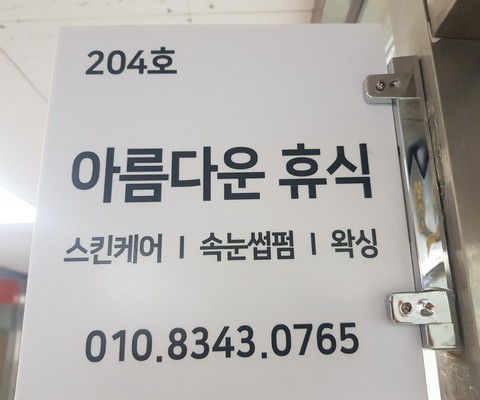 204호
아름다운 휴식
스킨케어 | 속눈썹펌 | 왁싱
010.8343.0765